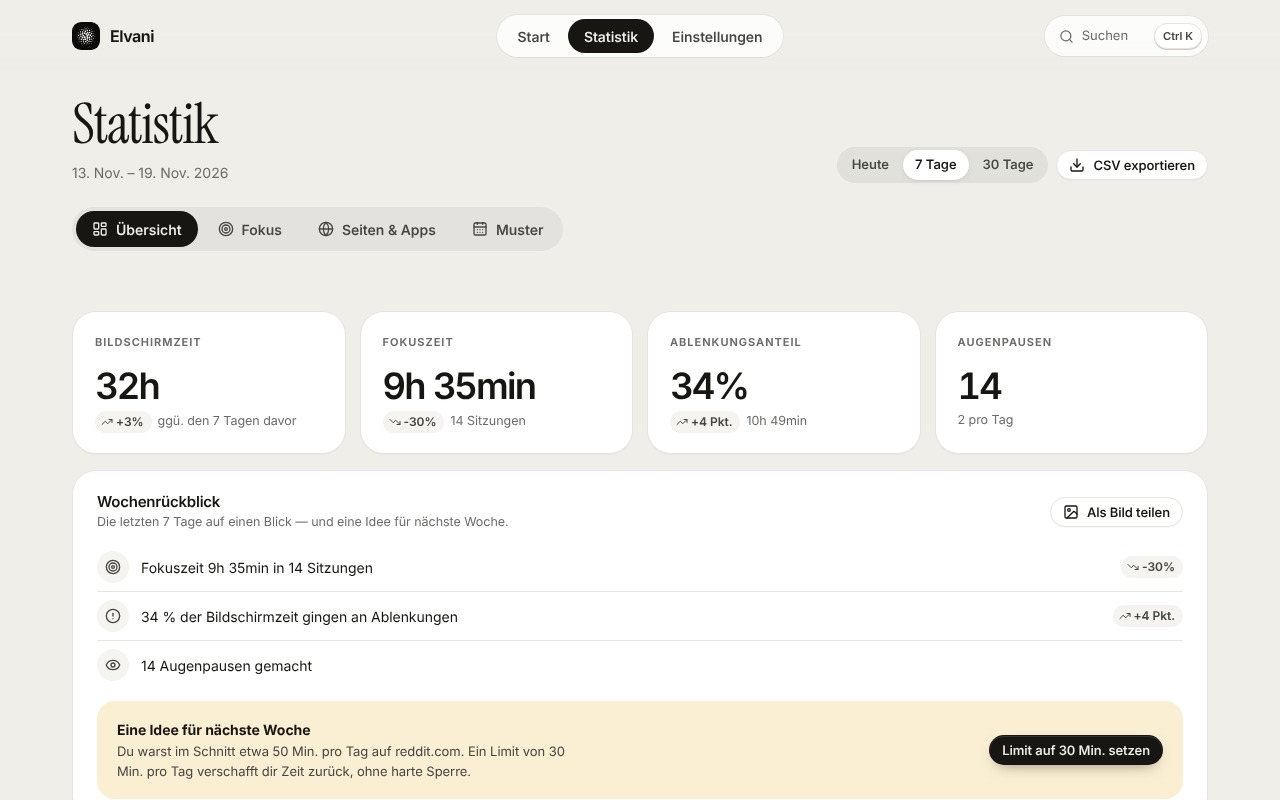 Elvani
Start
Statistik
Einstellungen
Suchen
Ctrl K
Statistik
13. Nov. – 19. Nov. 2026
Heute
7 Tage
30 Tage
CSV exportieren
Übersicht
Fokus
Seiten & Apps
Muster
BILDSCHIRMZEIT
32h
+3% ggü. den 7 Tagen davor
FOKUSZEIT
9h 35min
-30% 14 Sitzungen
ABLENKUNGSANTEIL
34%
+4 Pkt. 10h 49min
AUGENPAUSEN
14
2 pro Tag
Wochenrückblick
Die letzten 7 Tage auf einen Blick — und eine Idee für nächste Woche.
Als Bild teilen
Fokuszeit 9h 35min in 14 Sitzungen
-30%
34 % der Bildschirmzeit gingen an Ablenkungen
+4 Pkt.
14 Augenpausen gemacht
Eine Idee für nächste Woche
Du warst im Schnitt etwa 50 Min. pro Tag auf reddit.com. Ein Limit von 30
Min. pro Tag verschafft dir Zeit zurück, ohne harte Sperre.
Limit auf 30 Min. setzen